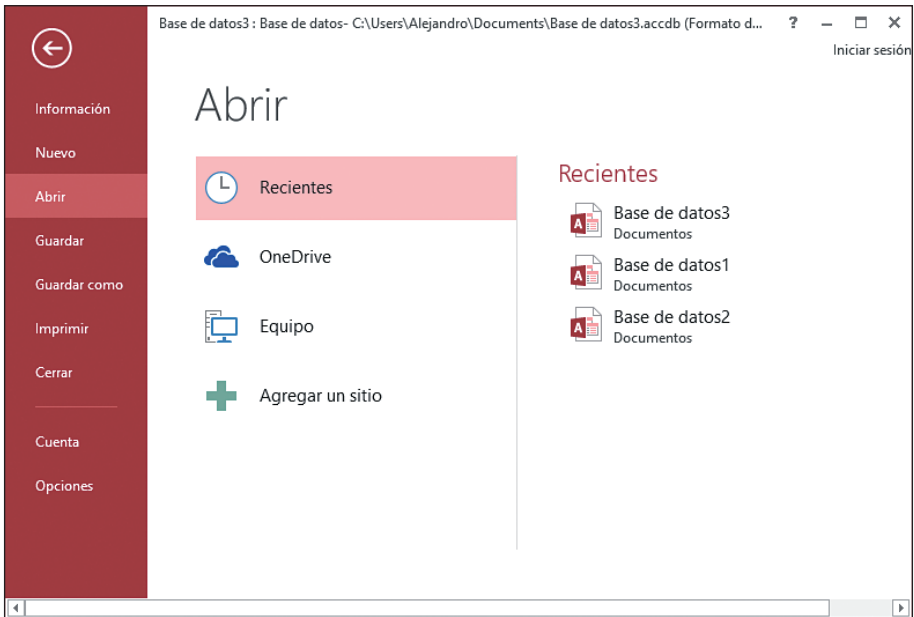 Base de datos3 : Base de datos- C:\Users\Alejandro\Documents\Base de datos3.accdb (Formato d... ?
Iniciar sesión
Información
Nuevo
Abrir
Guardar
Guardar como
Imprimir
Cerrar
Cuenta
Opciones
Abrir
Recientes
OneDrive
Equipo
Agregar un sitio
Recientes
A Base de datos3
Documentos
A Base de datos1
Documentos
A Base de datos2
Documentos